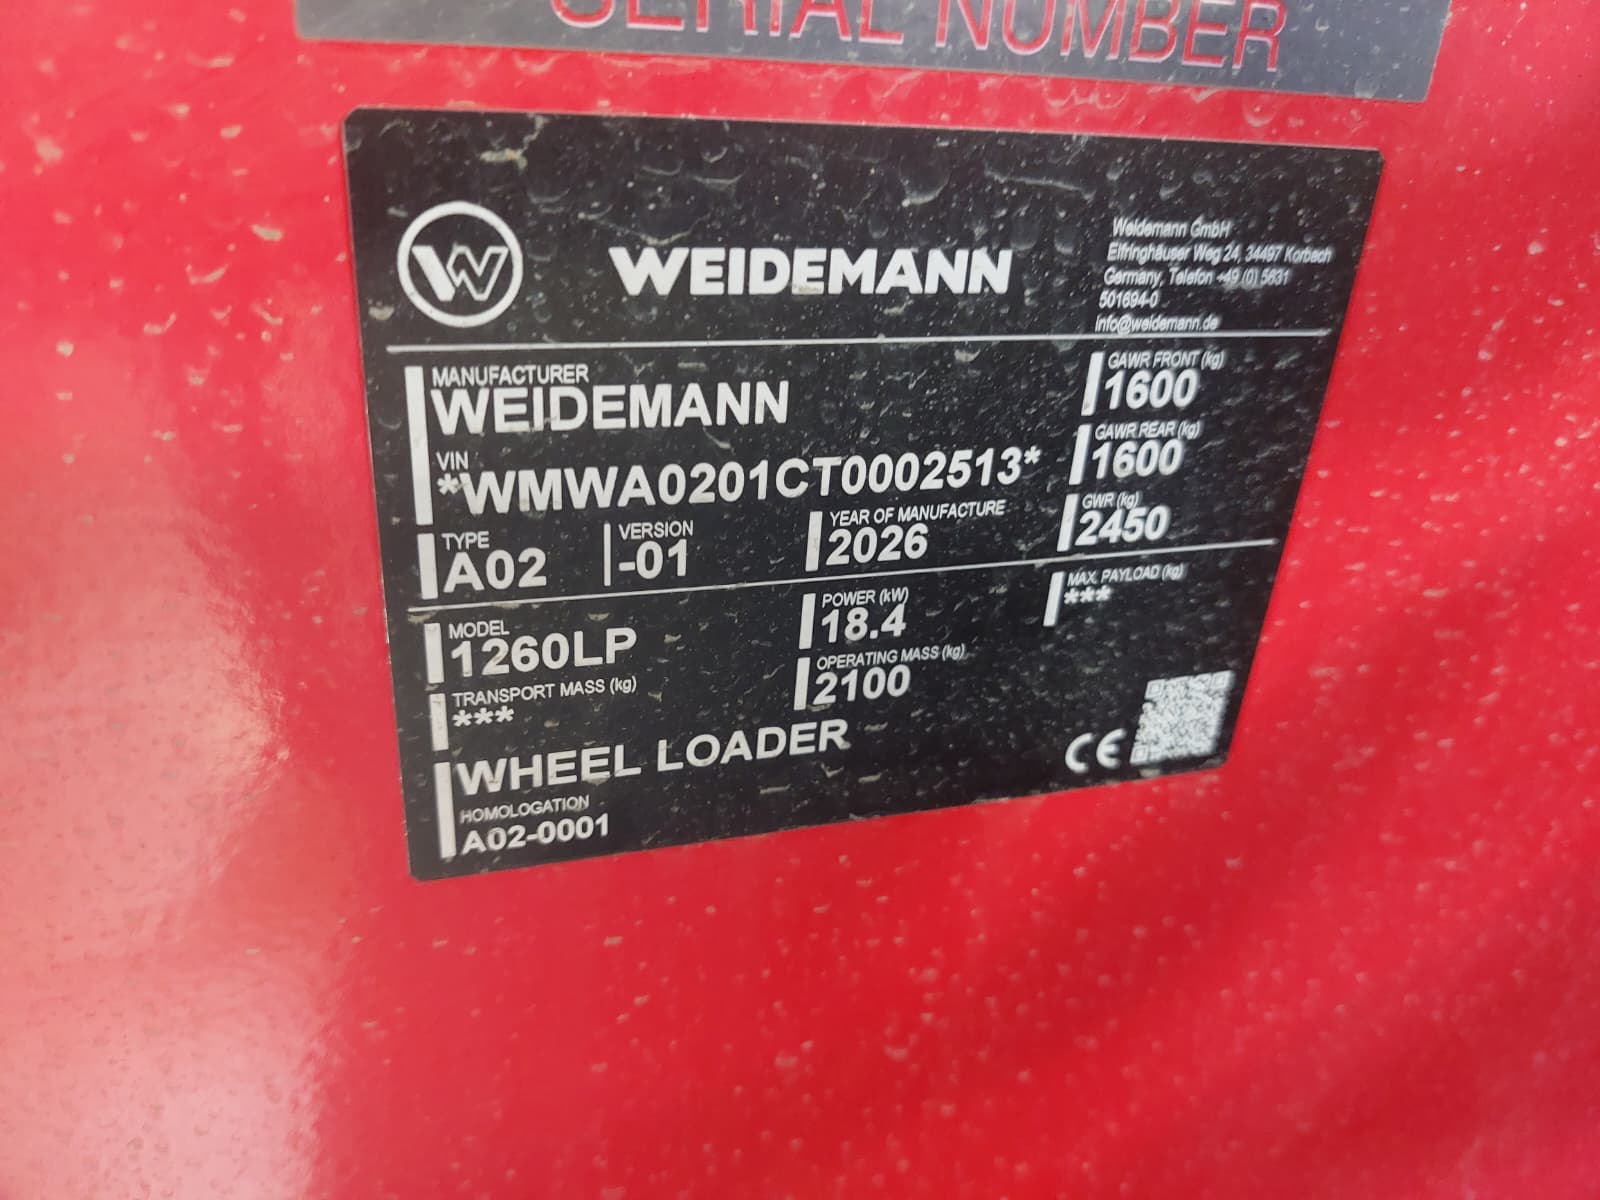 SERIAL NUMBER
W
WEIDEMANN
Weidemann GmbH
Elfringhäuser Weg 24, 34497 Korbach
Germany, Telefon +49 (0) 5631
501694-0
info@weidemann.de
MANUFACTURER
WEIDEMANN
VIN
*WMWA0201CT0002513*
TYPE
A02
VERSION
-01
YEAR OF MANUFACTURE
2026
GAWR FRONT (kg)
1600
GAWR REAR (kg)
1600
GWR (kg)
2450
MODEL
1260LP
POWER (kW)
18.4
MAX. PAYLOAD (kg)
***
TRANSPORT MASS (kg)
***
OPERATING MASS (kg)
2100
WHEEL LOADER
HOMOLOGATION
A02-0001
CE